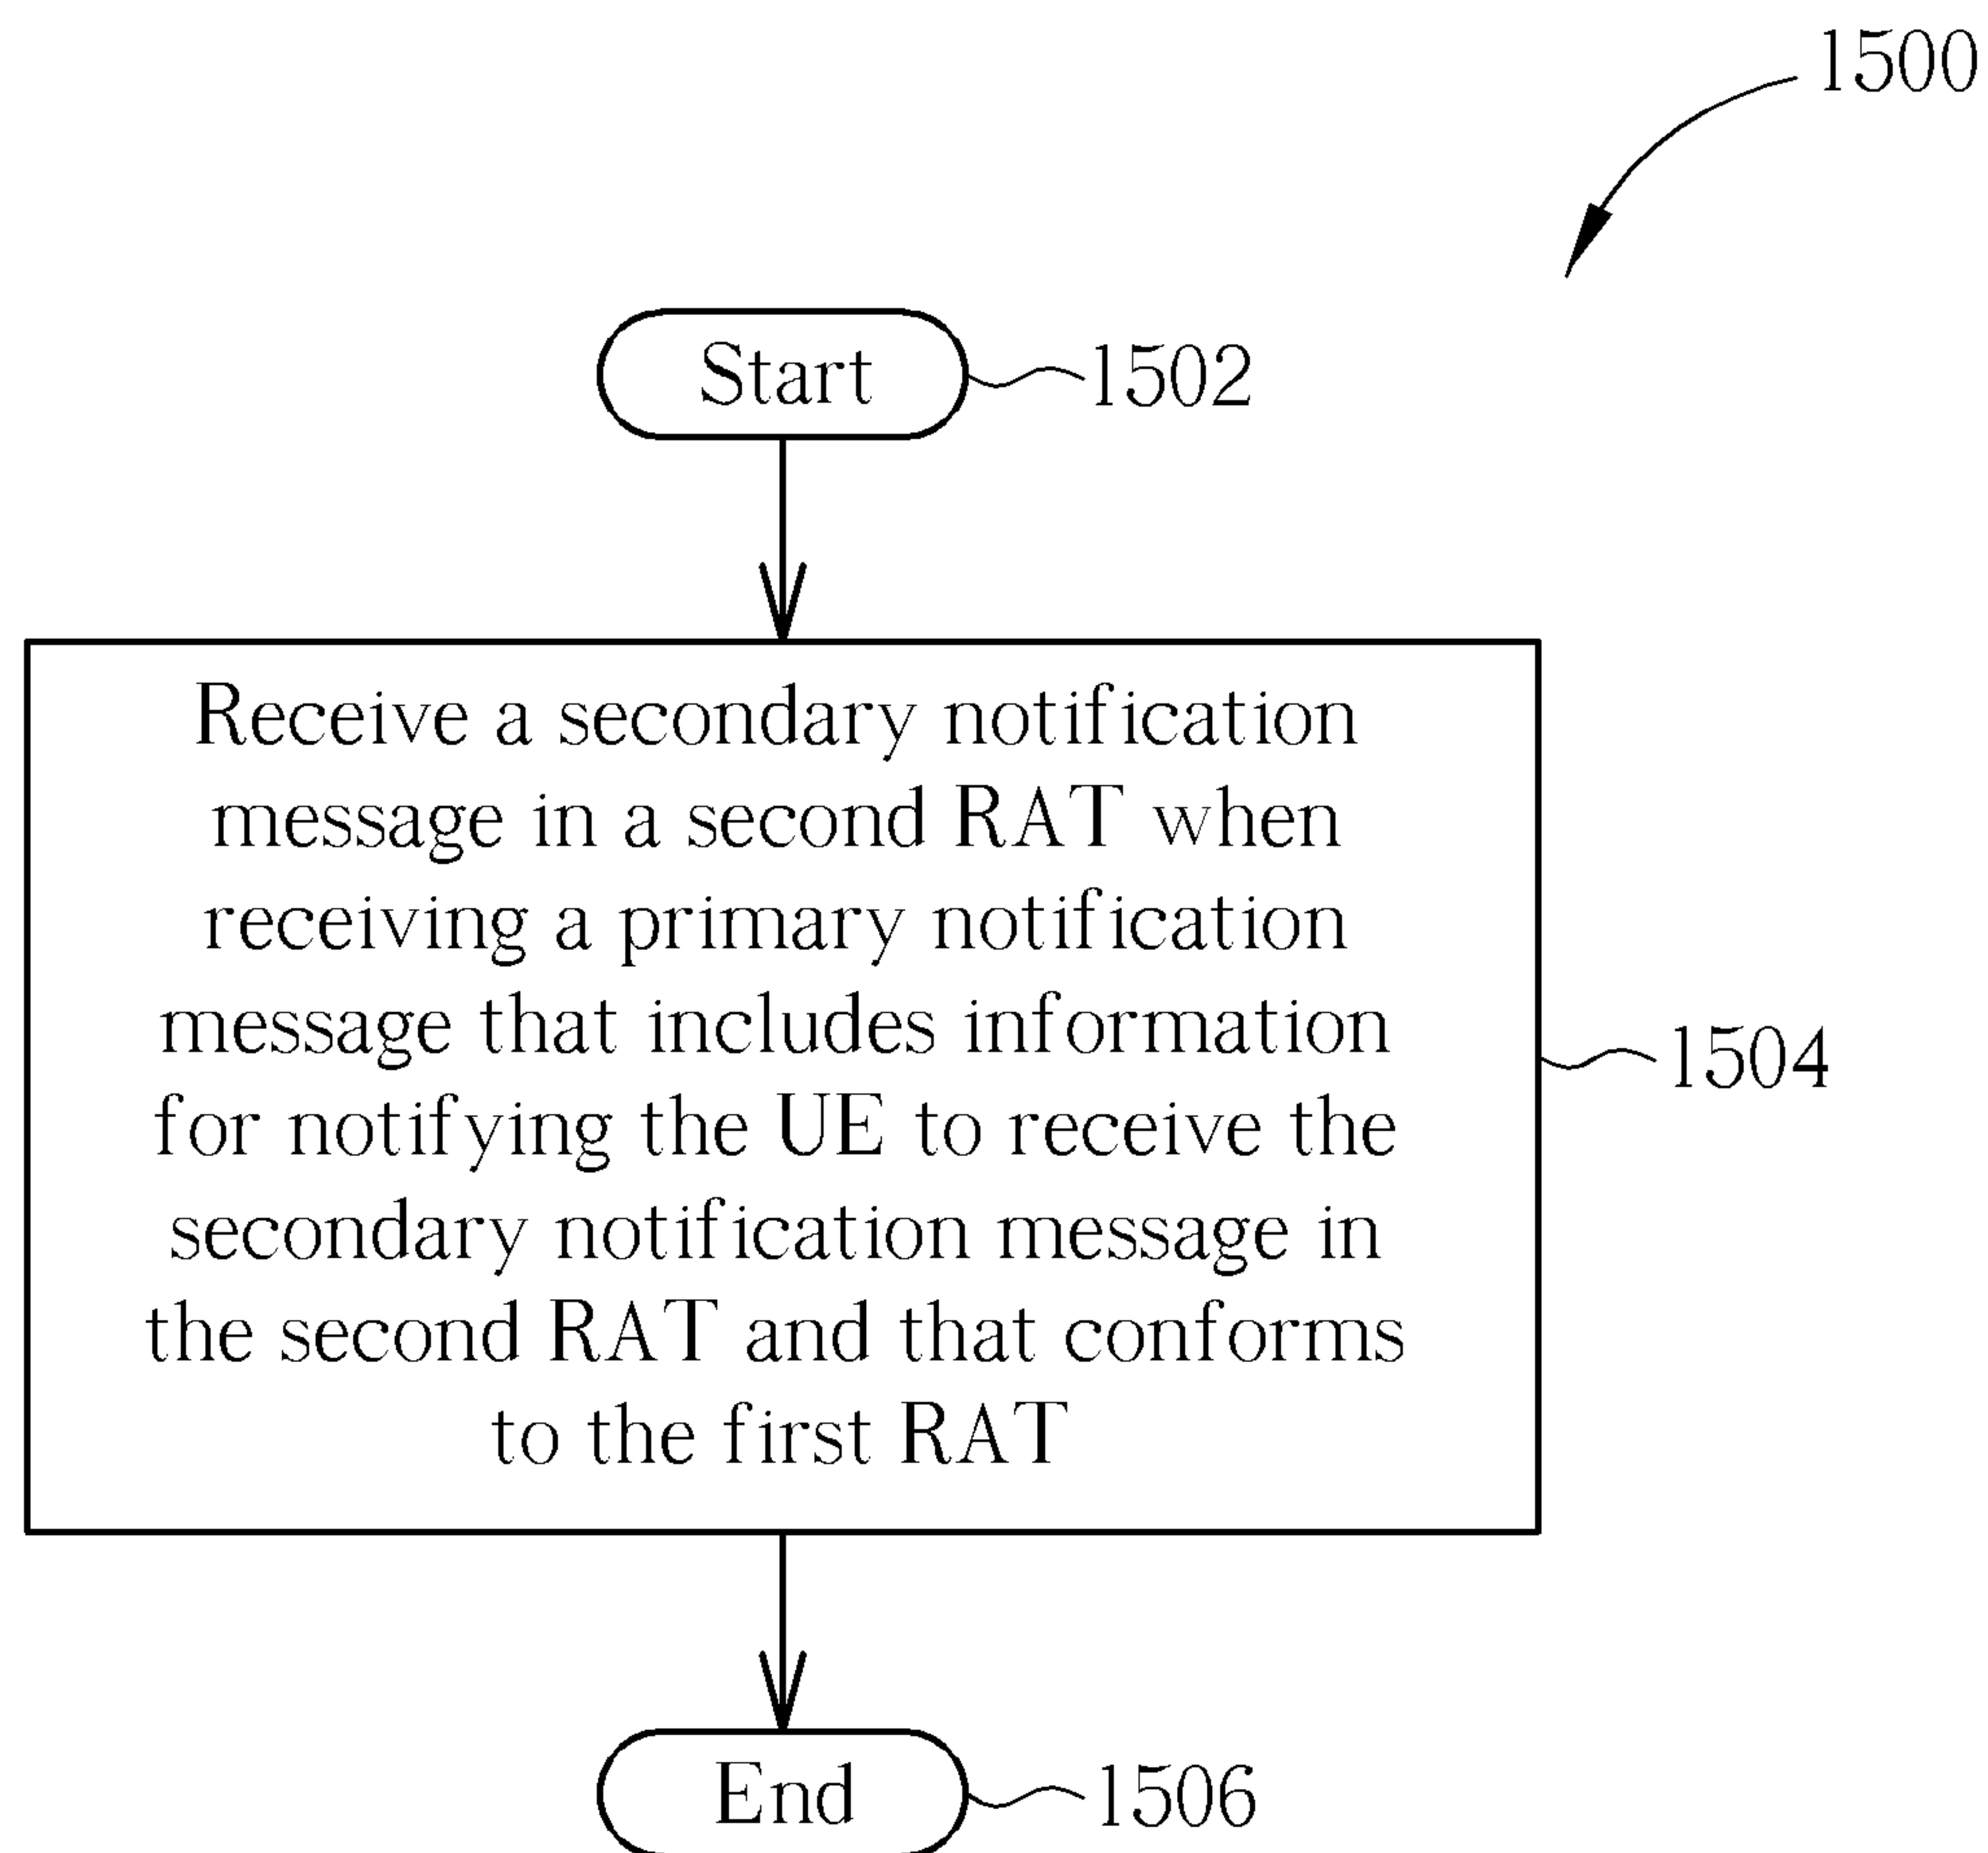 1500
Start
1502
Receive a secondary notification
message in a second RAT when
receiving a primary notification
message that includes information
for notifying the UE to receive the
secondary notification message in
the second RAT and that conforms
to the first RAT
1504
End
1506